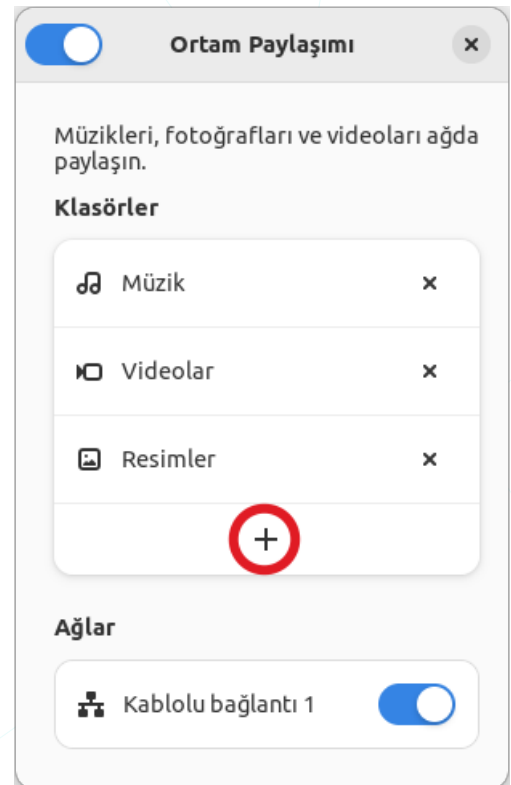 Ortam Paylaşımı
Müzikleri, fotoğrafları ve videoları ağda
paylaşın.
Klasörler
Müzik
Videolar
Resimler
Ağlar
Kablolu bağlantı 1